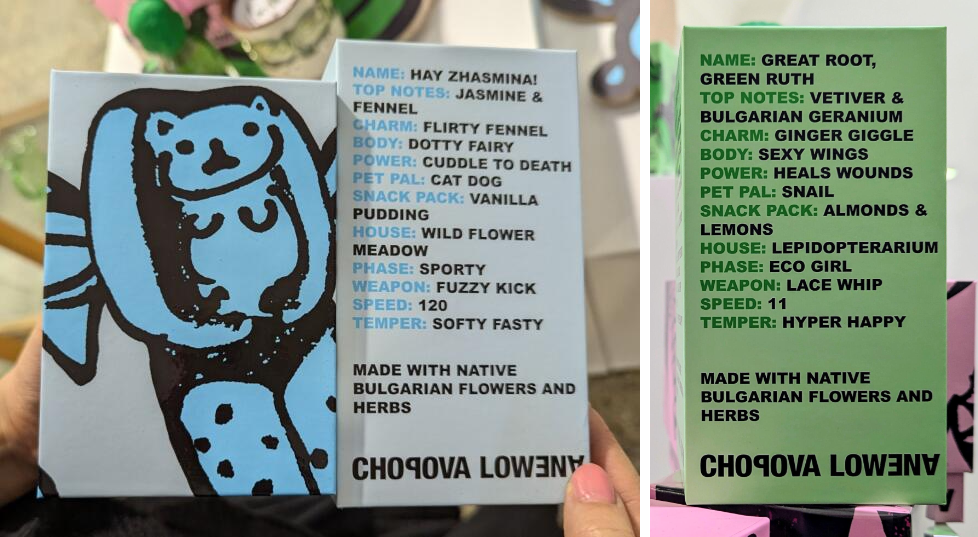 NAME: HAY ZHASMINA!
TOP NOTES: JASMINE &
FENNEL
CHARM: FLIRTY FENNEL
BODY: DOTTY FAIRY
POWER: CUDDLE TO DEATH
PET PAL: CAT DOG
SNACK PACK: VANILLA
PUDDING
HOUSE: WILD FLOWER
MEADOW
PHASE: SPORTY
WEAPON: FUZZY KICK
SPEED: 120
TEMPER: SOFTY FASTY
MADE WITH NATIVE
BULGARIAN FLOWERS AND
HERBS
CHOPOVA LOWENA
NAME: GREAT ROOT,
GREEN RUTH
TOP NOTES: VETIVER &
BULGARIAN GERANIUM
CHARM: GINGER GIGGLE
BODY: SEXY WINGS
POWER: HEALS WOUNDS
PET PAL: SNAIL
SNACK PACK: ALMONDS &
LEMONS
HOUSE: LEPIDOPTERARIUM
PHASE: ECO GIRL
WEAPON: LACE WHIP
SPEED: 11
TEMPER: HYPER HAPPY
MADE WITH NATIVE
BULGARIAN FLOWERS AND
HERBS
CHOPOVA LOWENA